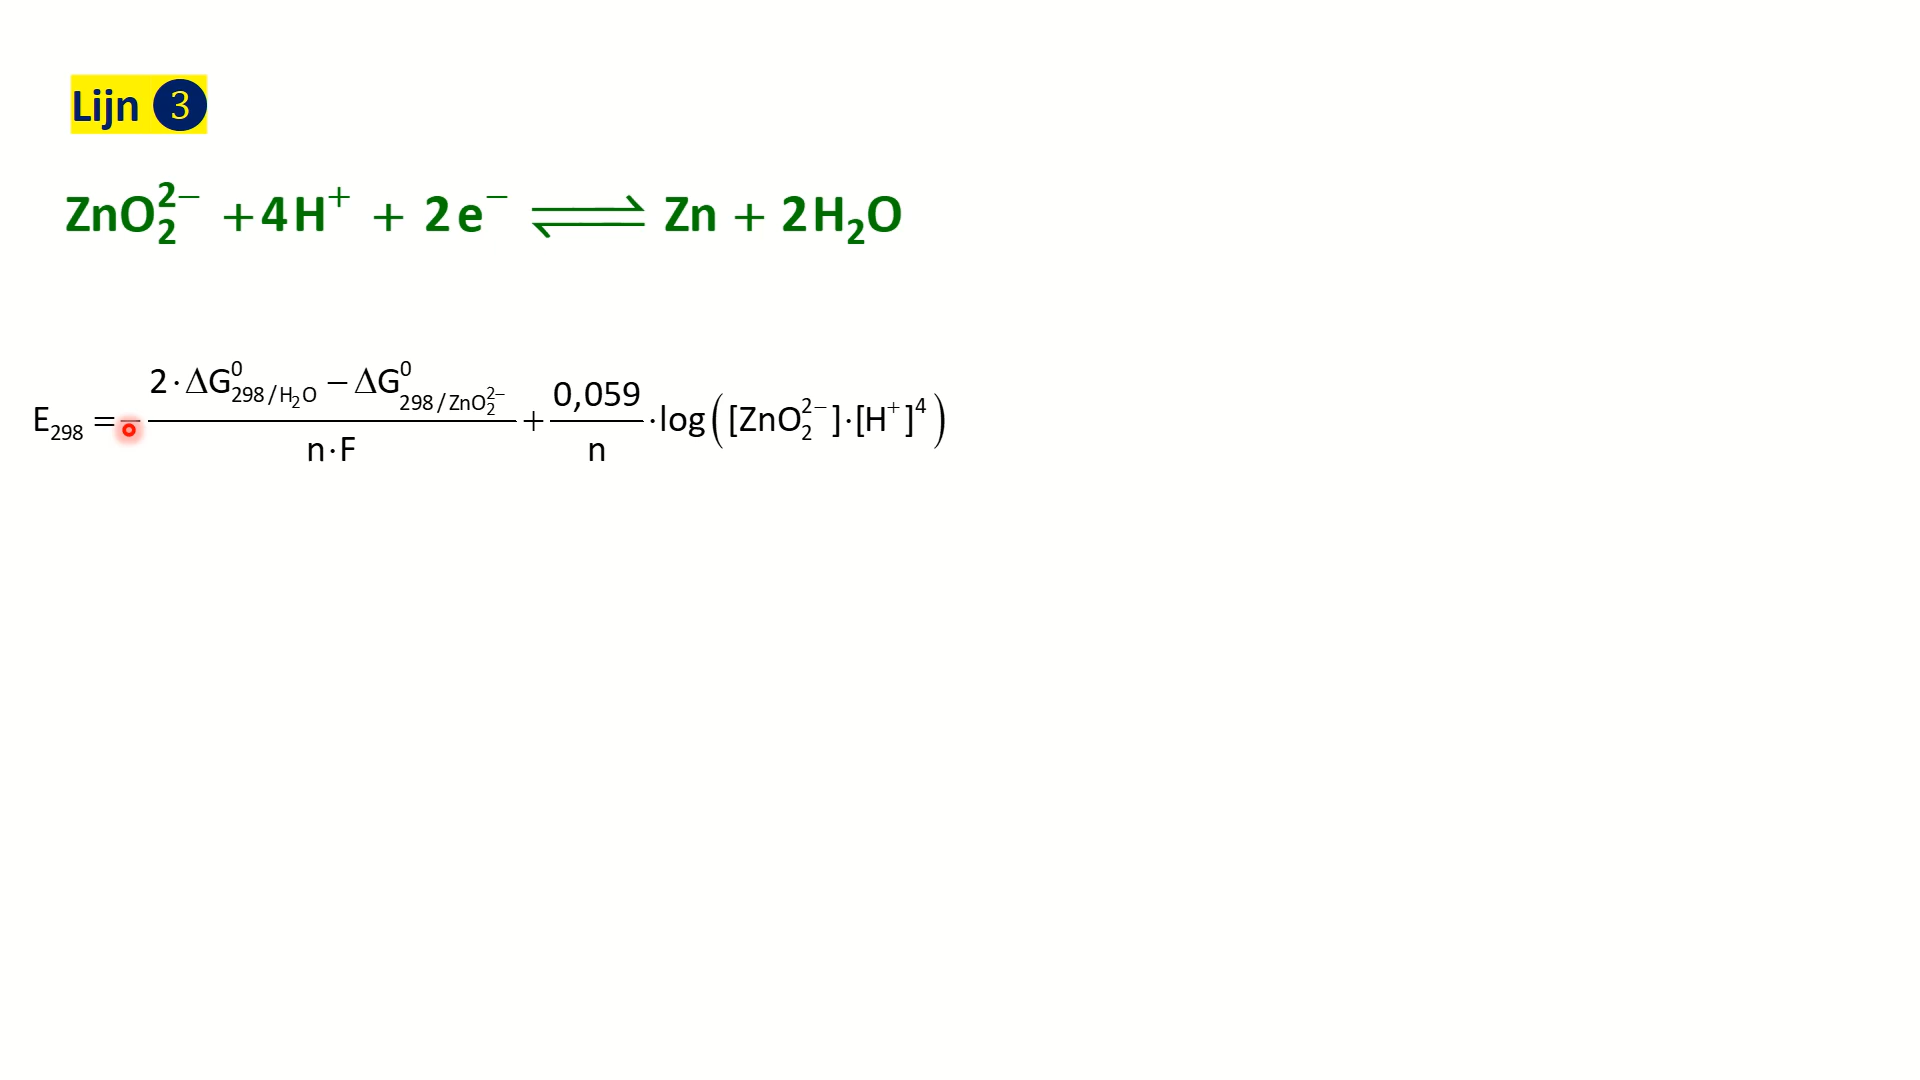 Lijn 3
ZnO₂²⁻ + 4H⁺ + 2e⁻ ⇌ Zn + 2H₂O
E₂₉₈ = − (2·ΔG⁰₂₉₈/H₂O − ΔG⁰₂₉₈/ZnO₂²⁻) / (n·F) + 0,059/n · log([ZnO₂²⁻]·[H⁺]⁴)